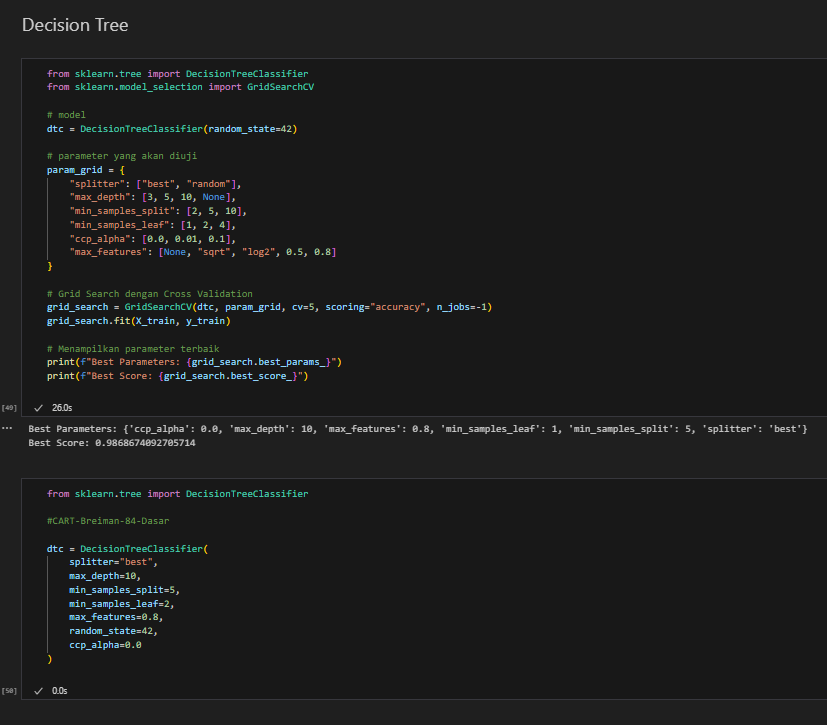 Decision Tree
from sklearn.tree import DecisionTreeClassifier
from sklearn.model_selection import GridSearchCV
# model
dtc = DecisionTreeClassifier(random_state=42)
# parameter yang akan diuji
param_grid = {
    "splitter": ["best", "random"],
    "max_depth": [3, 5, 10, None],
    "min_samples_split": [2, 5, 10],
    "min_samples_leaf": [1, 2, 4],
    "ccp_alpha": [0.0, 0.01, 0.1],
    "max_features": [None, "sqrt", "log2", 0.5, 0.8]
}
# Grid Search dengan Cross Validation
grid_search = GridSearchCV(dtc, param_grid, cv=5, scoring="accuracy", n_jobs=-1)
grid_search.fit(X_train, y_train)
# Menampilkan parameter terbaik
print(f"Best Parameters: {grid_search.best_params_}")
print(f"Best Score: {grid_search.best_score_}")
[49] ✓ 26.0s
... Best Parameters: {'ccp_alpha': 0.0, 'max_depth': 10, 'max_features': 0.8, 'min_samples_leaf': 1, 'min_samples_split': 5, 'splitter': 'best'}
Best Score: 0.9868674092705714
from sklearn.tree import DecisionTreeClassifier
#CART-Breiman-84-Dasar
dtc = DecisionTreeClassifier(
    splitter="best",
    max_depth=10,
    min_samples_split=5,
    min_samples_leaf=2,
    max_features=0.8,
    random_state=42,
    ccp_alpha=0.0
)
[50] ✓ 0.0s